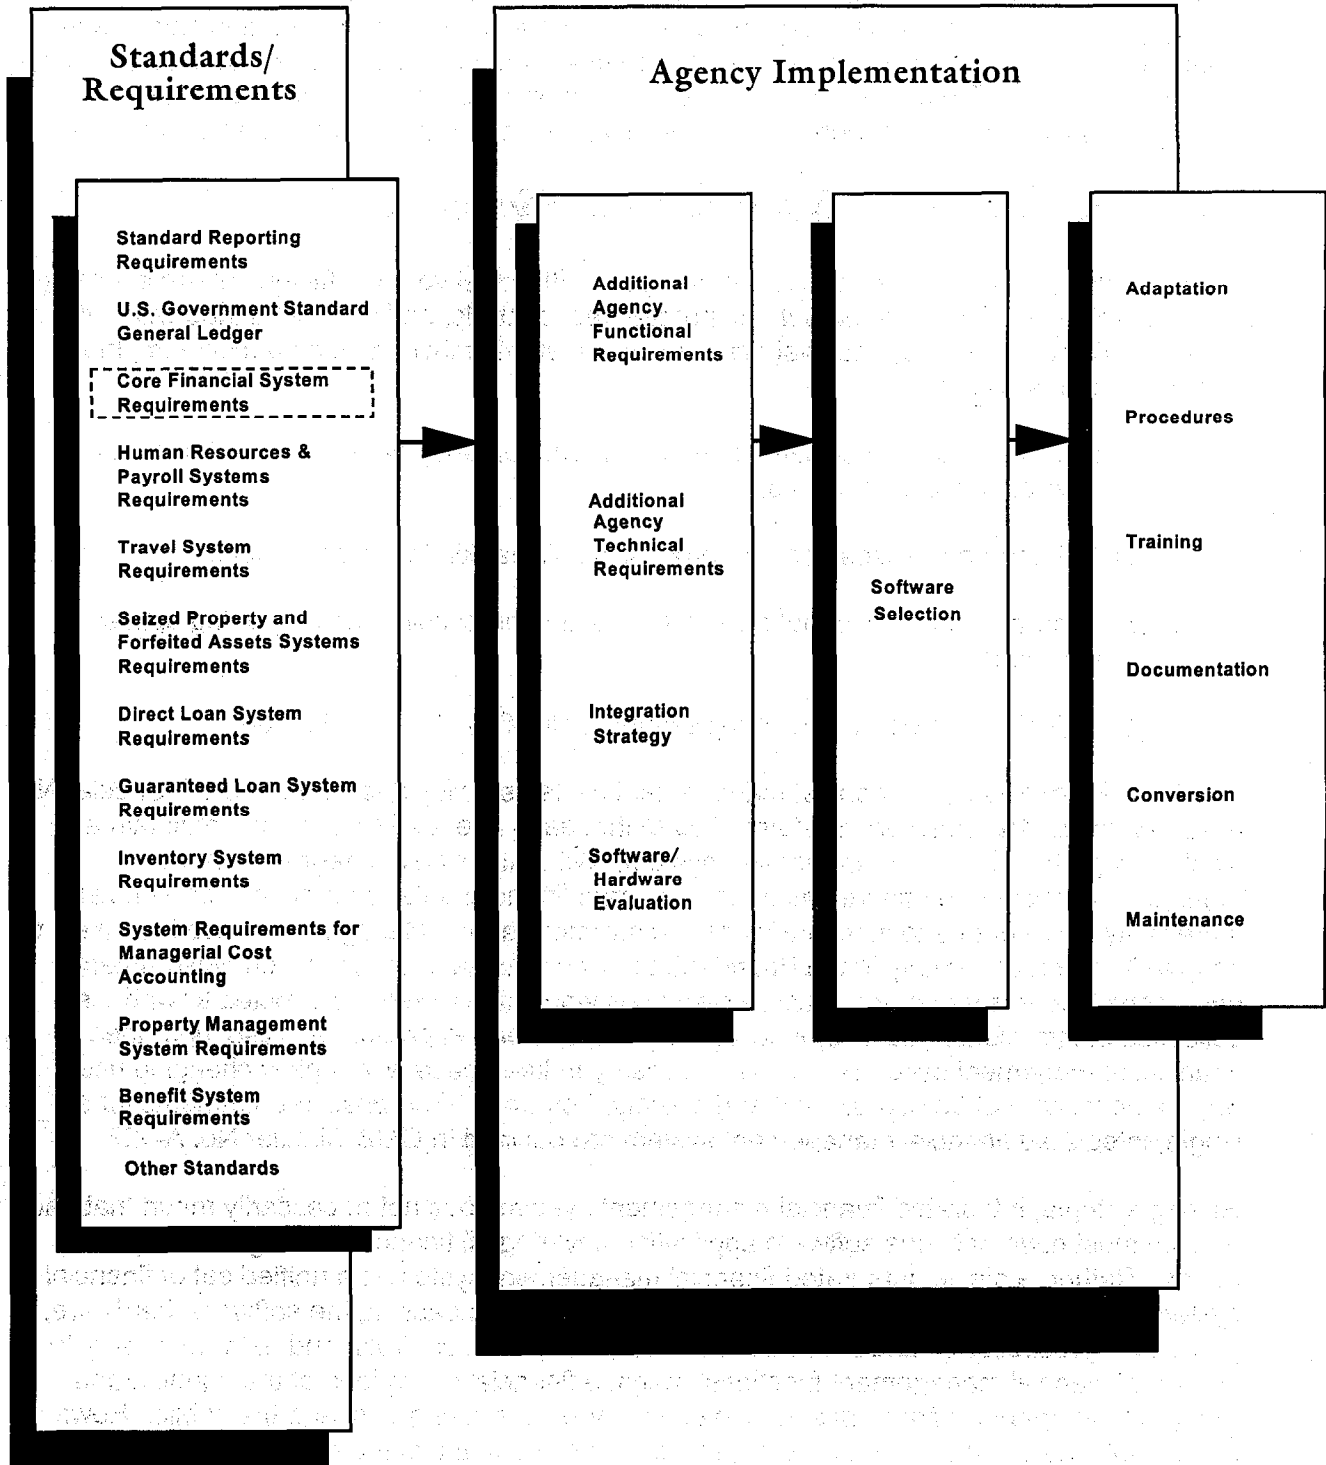 Standards/
Requirements
Agency Implementation
Standard Reporting
Requirements
U.S. Government Standard
General Ledger
Core Financial System
Requirements
Human Resources &
Payroll Systems
Requirements
Travel System
Requirements
Seized Property and
Forfeited Assets Systems
Requirements
Direct Loan System
Requirements
Guaranteed Loan System
Requirements
Inventory System
Requirements
System Requirements for
Managerial Cost
Accounting
Property Management
System Requirements
Benefit System
Requirements
Other Standards
Additional
Agency
Functional
Requirements
Additional
Agency
Technical
Requirements
Integration
Strategy
Software/
Hardware
Evaluation
Software
Selection
Adaptation
Procedures
Training
Documentation
Conversion
Maintenance